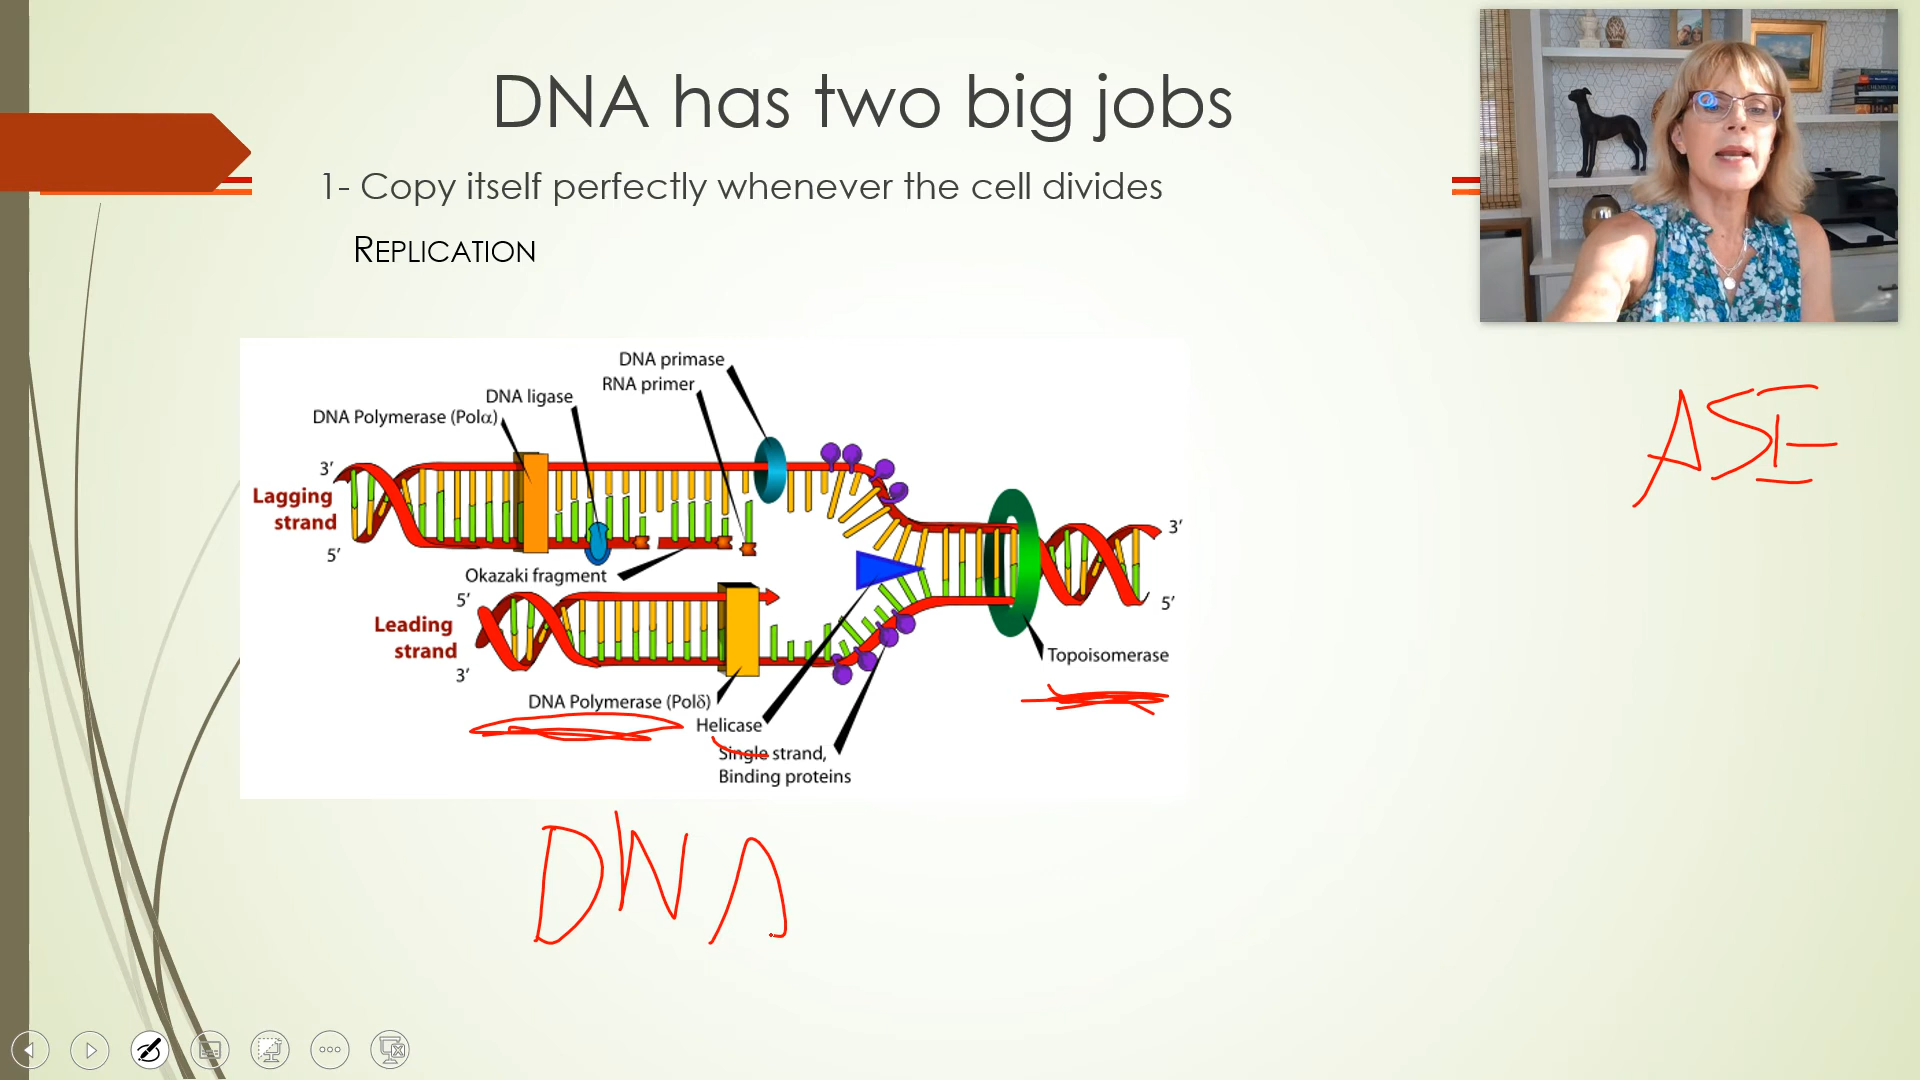 DNA has two big jobs
1- Copy itself perfectly whenever the cell divides
REPLICATION
DNA primase
RNA primer
DNA ligase
DNA Polymerase (Polα)
3’
Lagging
strand
5’
Okazaki fragment
3’
5’
5’
Leading
strand
3’
Topoisomerase
DNA Polymerase (Polδ)
Helicase
Single strand,
Binding proteins
ASE
DNA